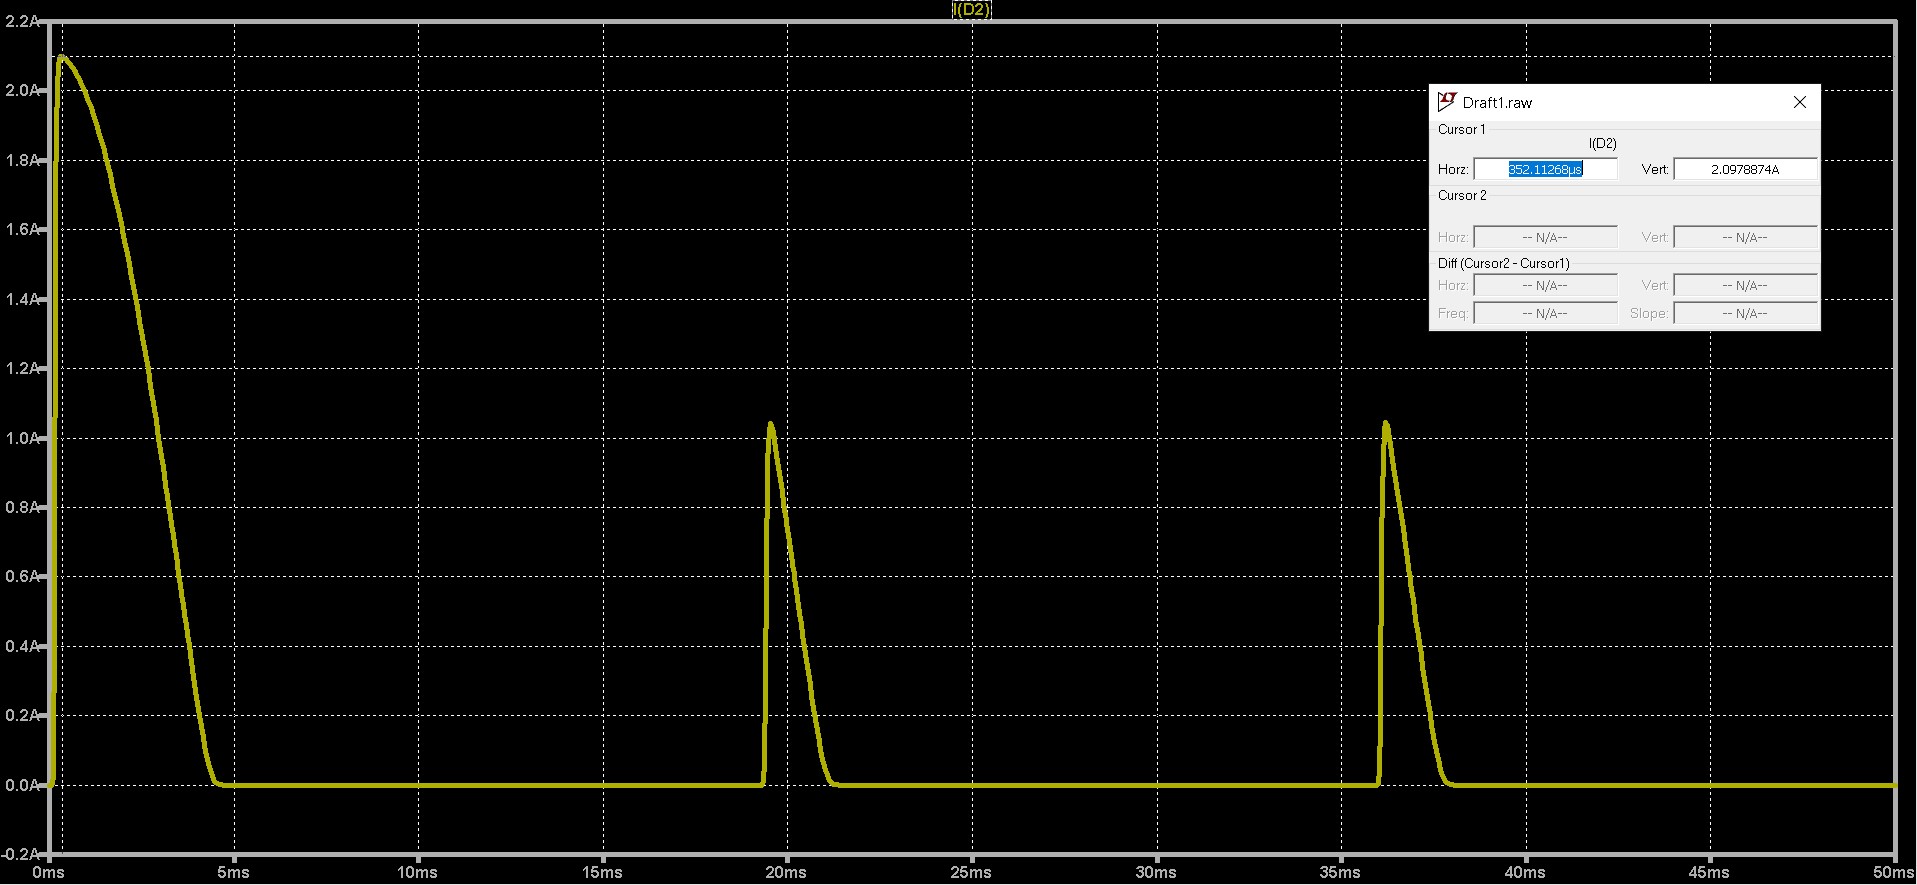 I(D2)
2.2A
2.0A
1.8A
1.6A
1.4A
1.2A
1.0A
0.8A
0.6A
0.4A
0.2A
0.0A
-0.2A
0ms 5ms 10ms 15ms 20ms 25ms 30ms 35ms 40ms 45ms 50ms
Draft1.raw
Cursor 1
I(D2)
Horz: 352.11268µs Vert: 2.0978874A
Cursor 2
Horz: -- N/A-- Vert: -- N/A--
Diff (Cursor2 - Cursor1)
Horz: -- N/A-- Vert: -- N/A--
Freq: -- N/A-- Slope: -- N/A--